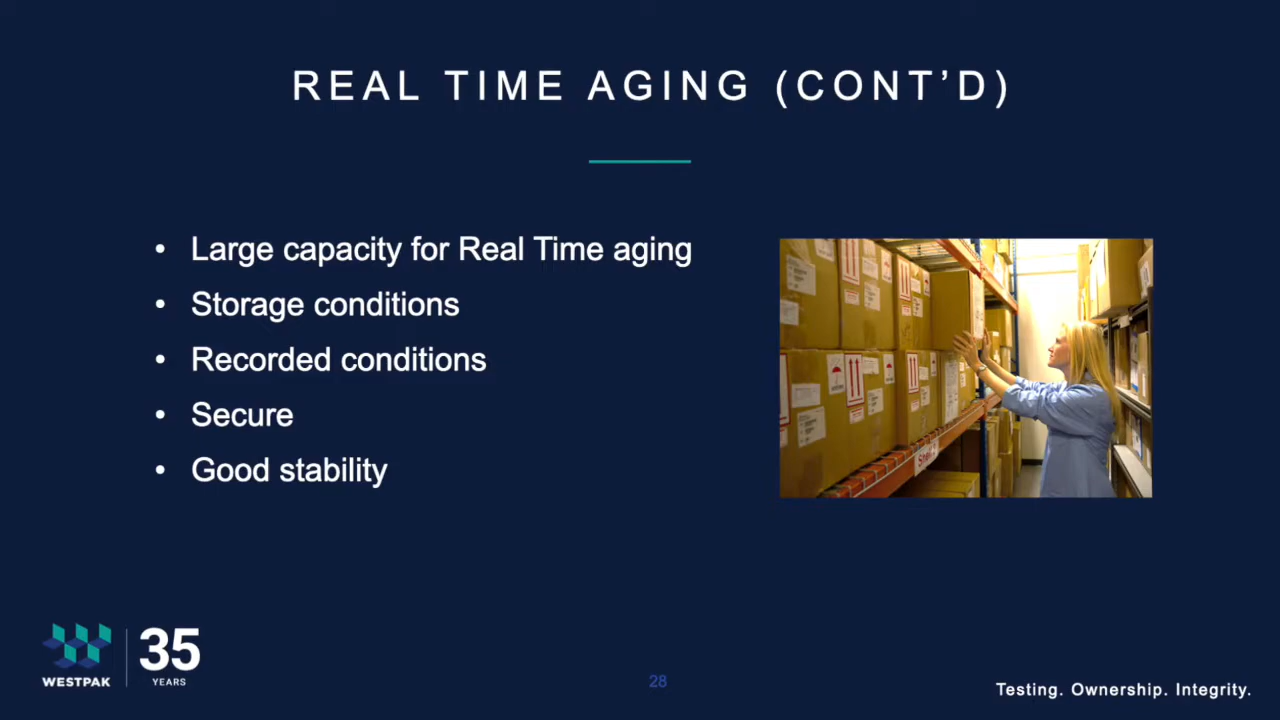 REAL TIME AGING (CONT’D)
• Large capacity for Real Time aging
• Storage conditions
• Recorded conditions
• Secure
• Good stability
WESTPAK
35
YEARS
28
Testing. Ownership. Integrity.